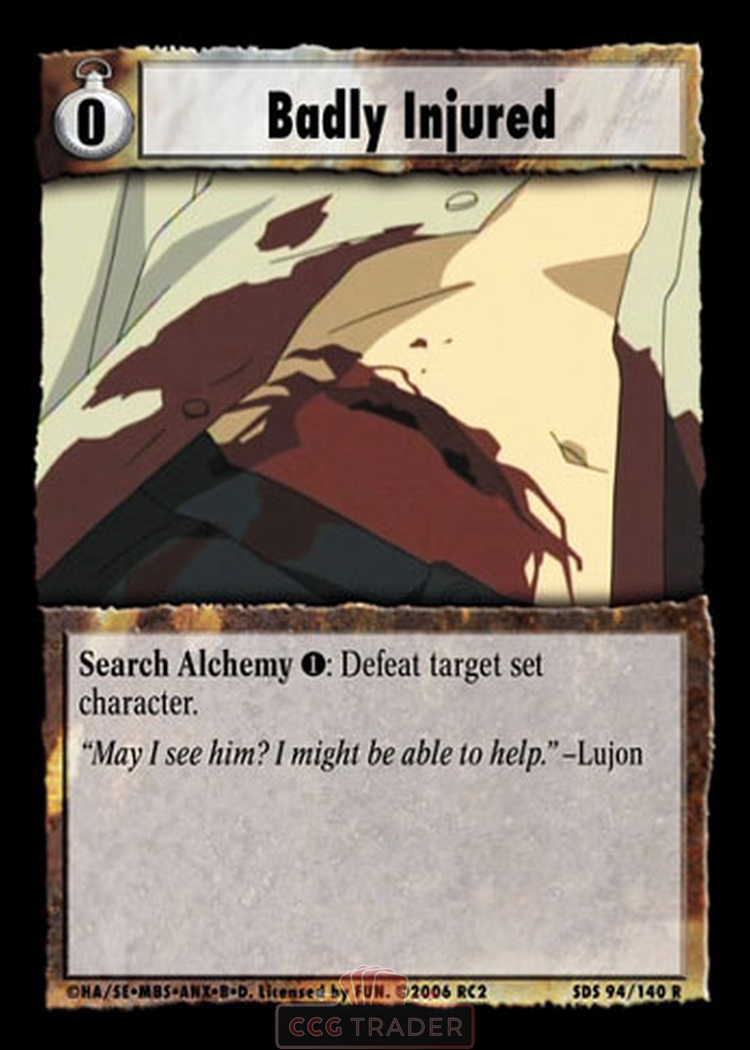 0
Badly Injured
Search Alchemy ❶: Defeat target set
character.
“May I see him? I might be able to help.” –Lujon
©HA/SE•MBS•ANX•B•D. Licensed by FUN. ©2006 RC2
SDS 94/140 R
CCG TRADER